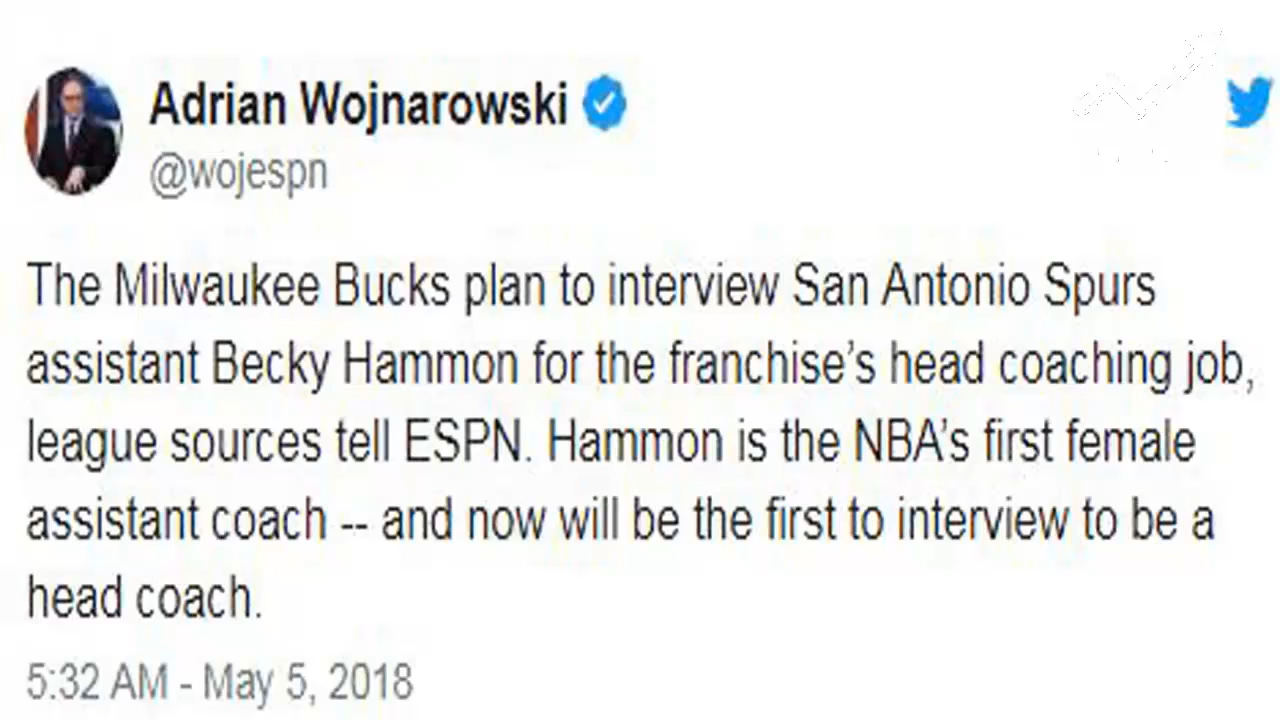 Adrian Wojnarowski
@wojespn
The Milwaukee Bucks plan to interview San Antonio Spurs
assistant Becky Hammon for the franchise’s head coaching job,
league sources tell ESPN. Hammon is the NBA’s first female
assistant coach -- and now will be the first to interview to be a
head coach.
5:32 AM - May 5, 2018